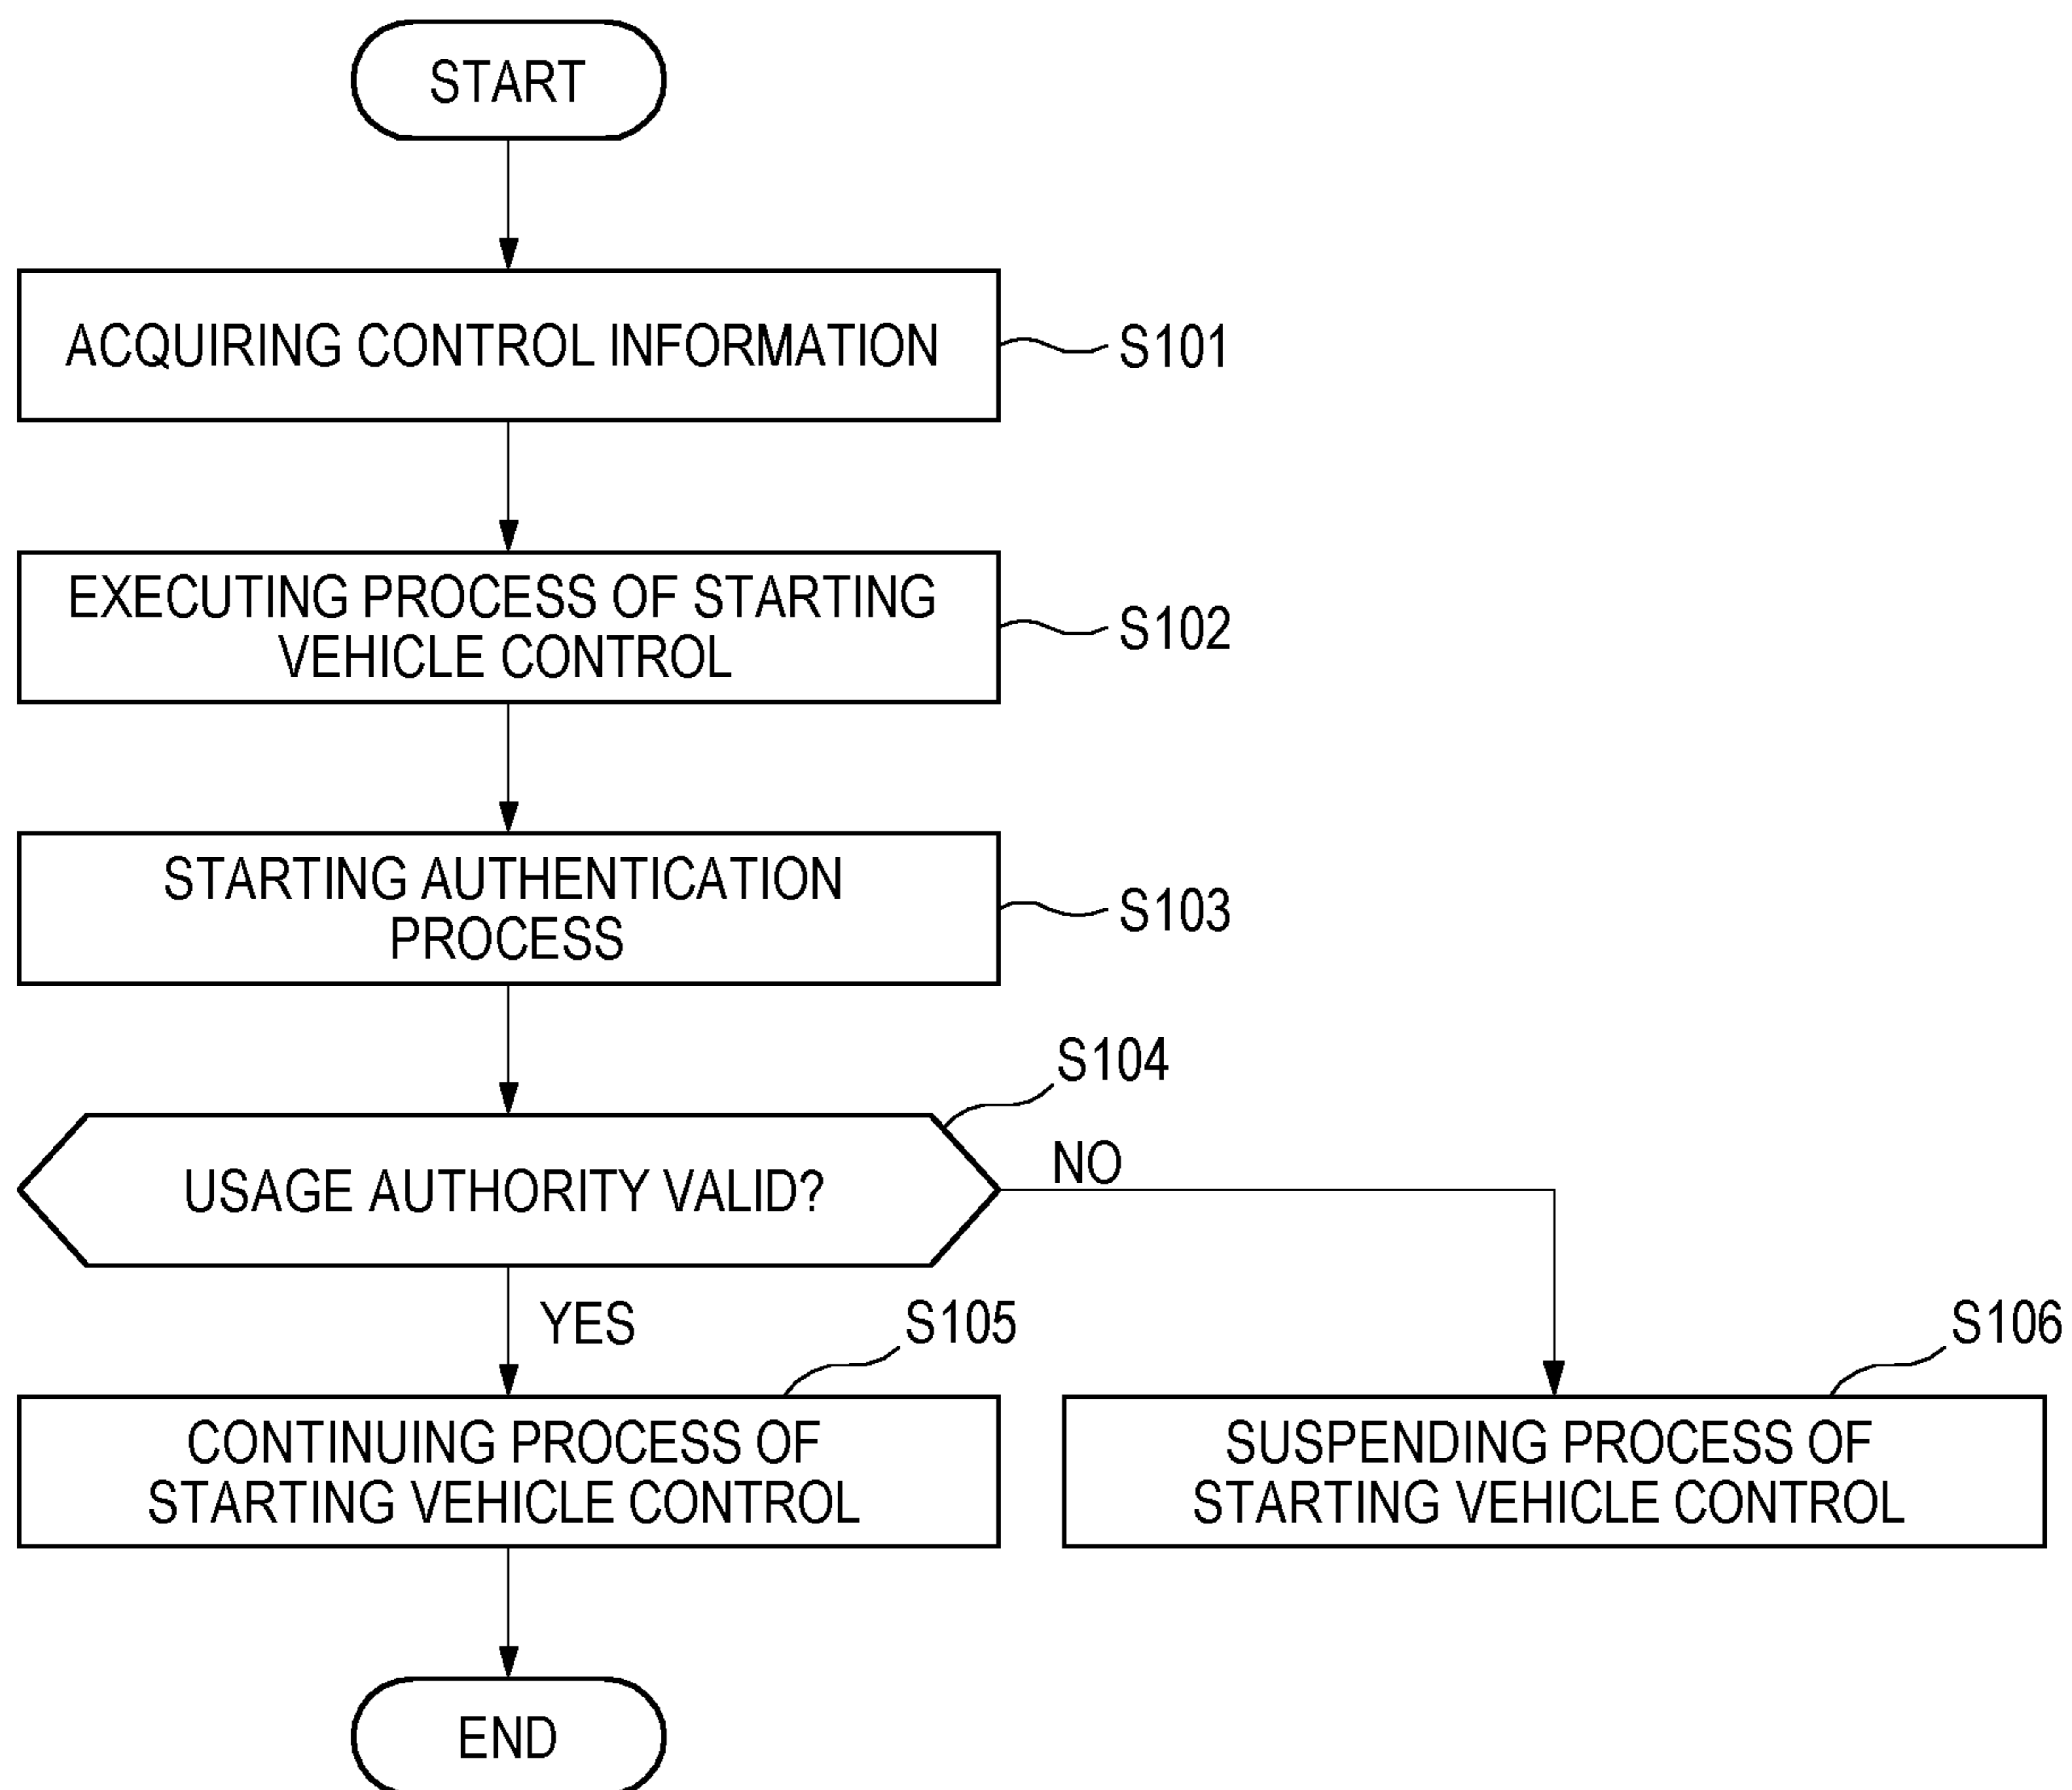 START
ACQUIRING CONTROL INFORMATION
S101
EXECUTING PROCESS OF STARTING
VEHICLE CONTROL
S102
STARTING AUTHENTICATION
PROCESS
S103
S104
USAGE AUTHORITY VALID?
NO
YES
S105
S106
CONTINUING PROCESS OF
STARTING VEHICLE CONTROL
SUSPENDING PROCESS OF
STARTING VEHICLE CONTROL
END